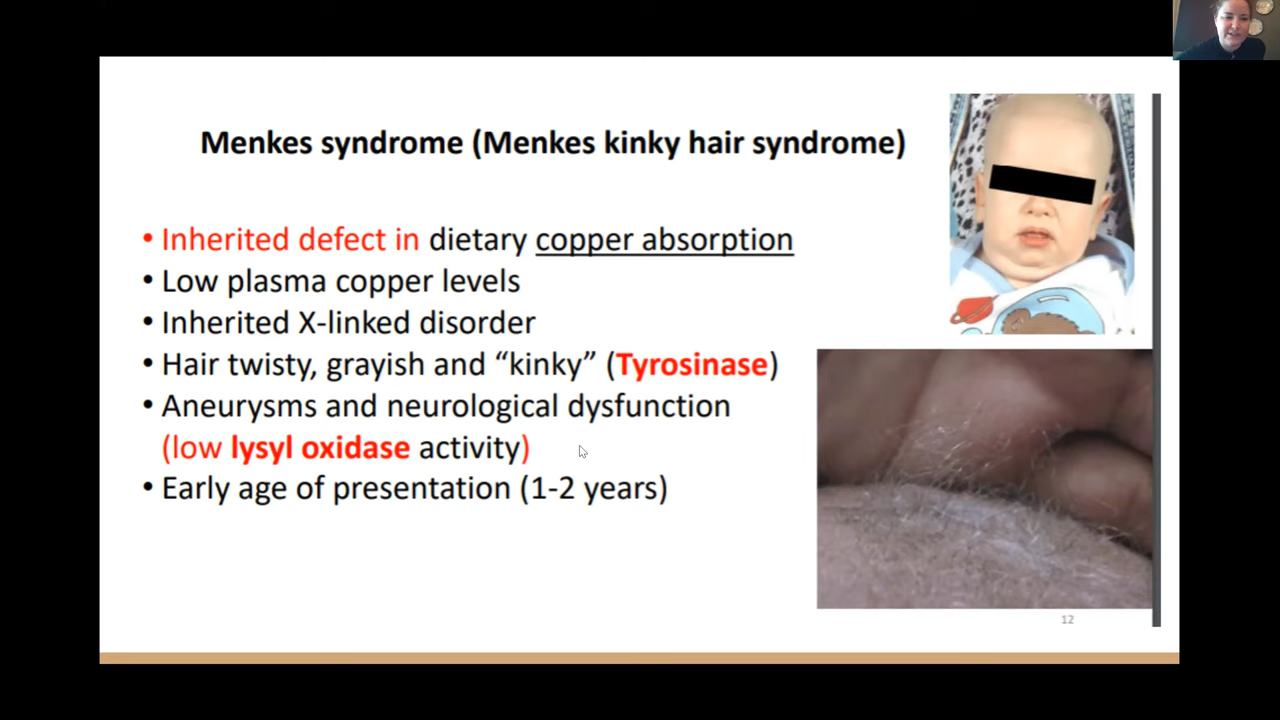 Menkes syndrome (Menkes kinky hair syndrome)
• Inherited defect in dietary copper absorption
• Low plasma copper levels
• Inherited X-linked disorder
• Hair twisty, grayish and “kinky” (Tyrosinase)
• Aneurysms and neurological dysfunction
(low lysyl oxidase activity)
• Early age of presentation (1-2 years)
12